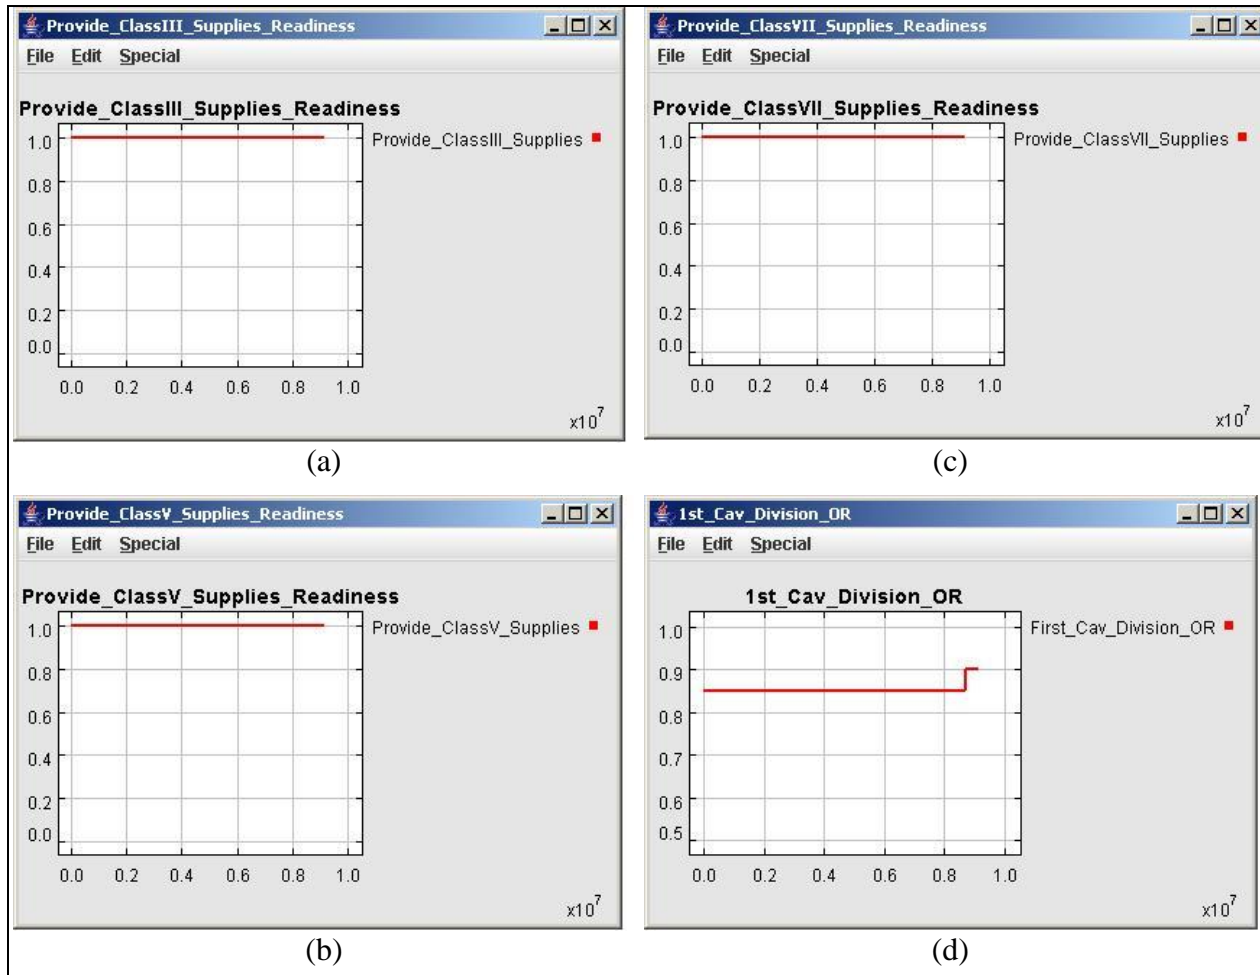 Provide_ClassIII_Supplies_Readiness
File Edit Special
Provide_ClassIII_Supplies_Readiness
Provide_ClassIII_Supplies
1.0
0.8
0.6
0.4
0.2
0.0
0.0 0.2 0.4 0.6 0.8 1.0
x10^7
(a)
Provide_ClassVII_Supplies_Readiness
File Edit Special
Provide_ClassVII_Supplies_Readiness
Provide_ClassVII_Supplies
1.0
0.8
0.6
0.4
0.2
0.0
0.0 0.2 0.4 0.6 0.8 1.0
x10^7
(c)
Provide_ClassV_Supplies_Readiness
File Edit Special
Provide_ClassV_Supplies_Readiness
Provide_ClassV_Supplies
1.0
0.8
0.6
0.4
0.2
0.0
0.0 0.2 0.4 0.6 0.8 1.0
x10^7
(b)
1st_Cav_Division_OR
File Edit Special
1st_Cav_Division_OR
First_Cav_Division_OR
1.0
0.9
0.8
0.7
0.6
0.5
0.0 0.2 0.4 0.6 0.8 1.0
x10^7
(d)